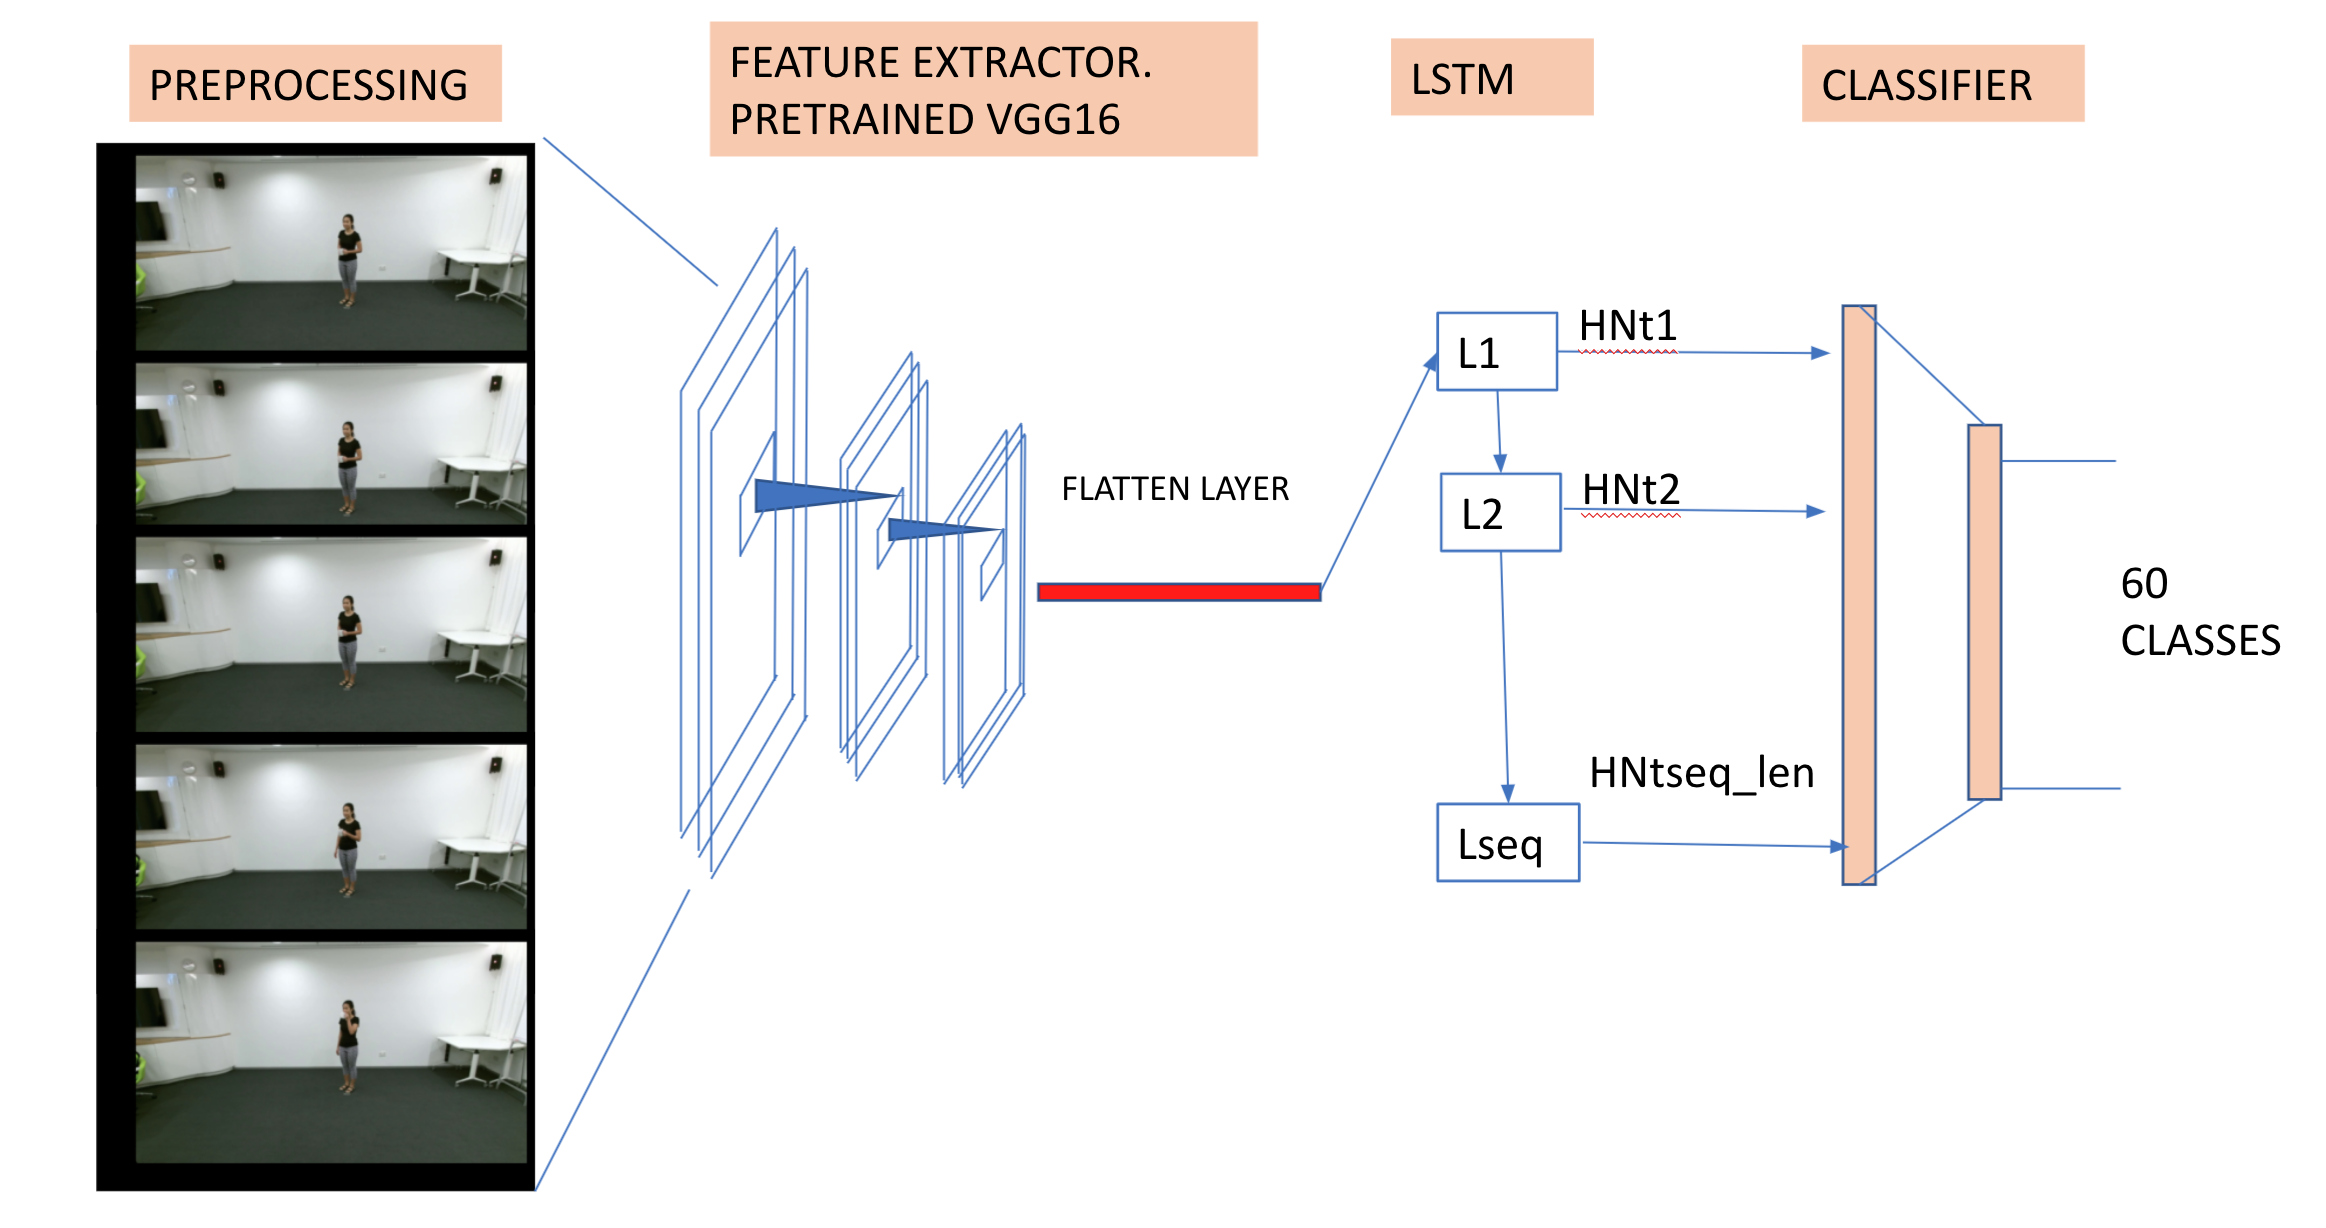 PREPROCESSING
FEATURE EXTRACTOR.
PRETRAINED VGG16
LSTM
CLASSIFIER
FLATTEN LAYER
L1
HNt1
L2
HNt2
Lseq
HNtseq_len
60
CLASSES